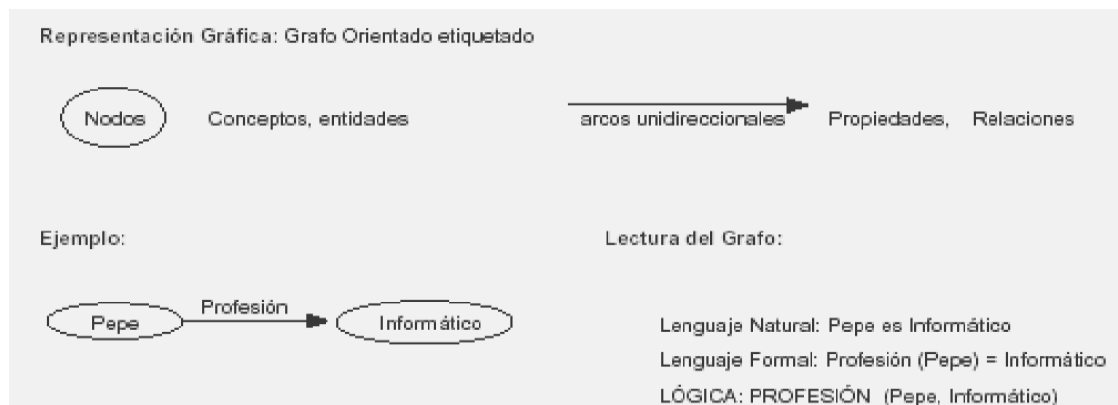 Representación Gráfica: Grafo Orientado etiquetado
Nodos Conceptos, entidades arcos unidireccionales Propiedades, Relaciones
Ejemplo: Lectura del Grafo:
Pepe Profesión Informático
Lenguaje Natural: Pepe es Informático
Lenguaje Formal: Profesión (Pepe) = Informático
LÓGICA: PROFESIÓN (Pepe, Informático)